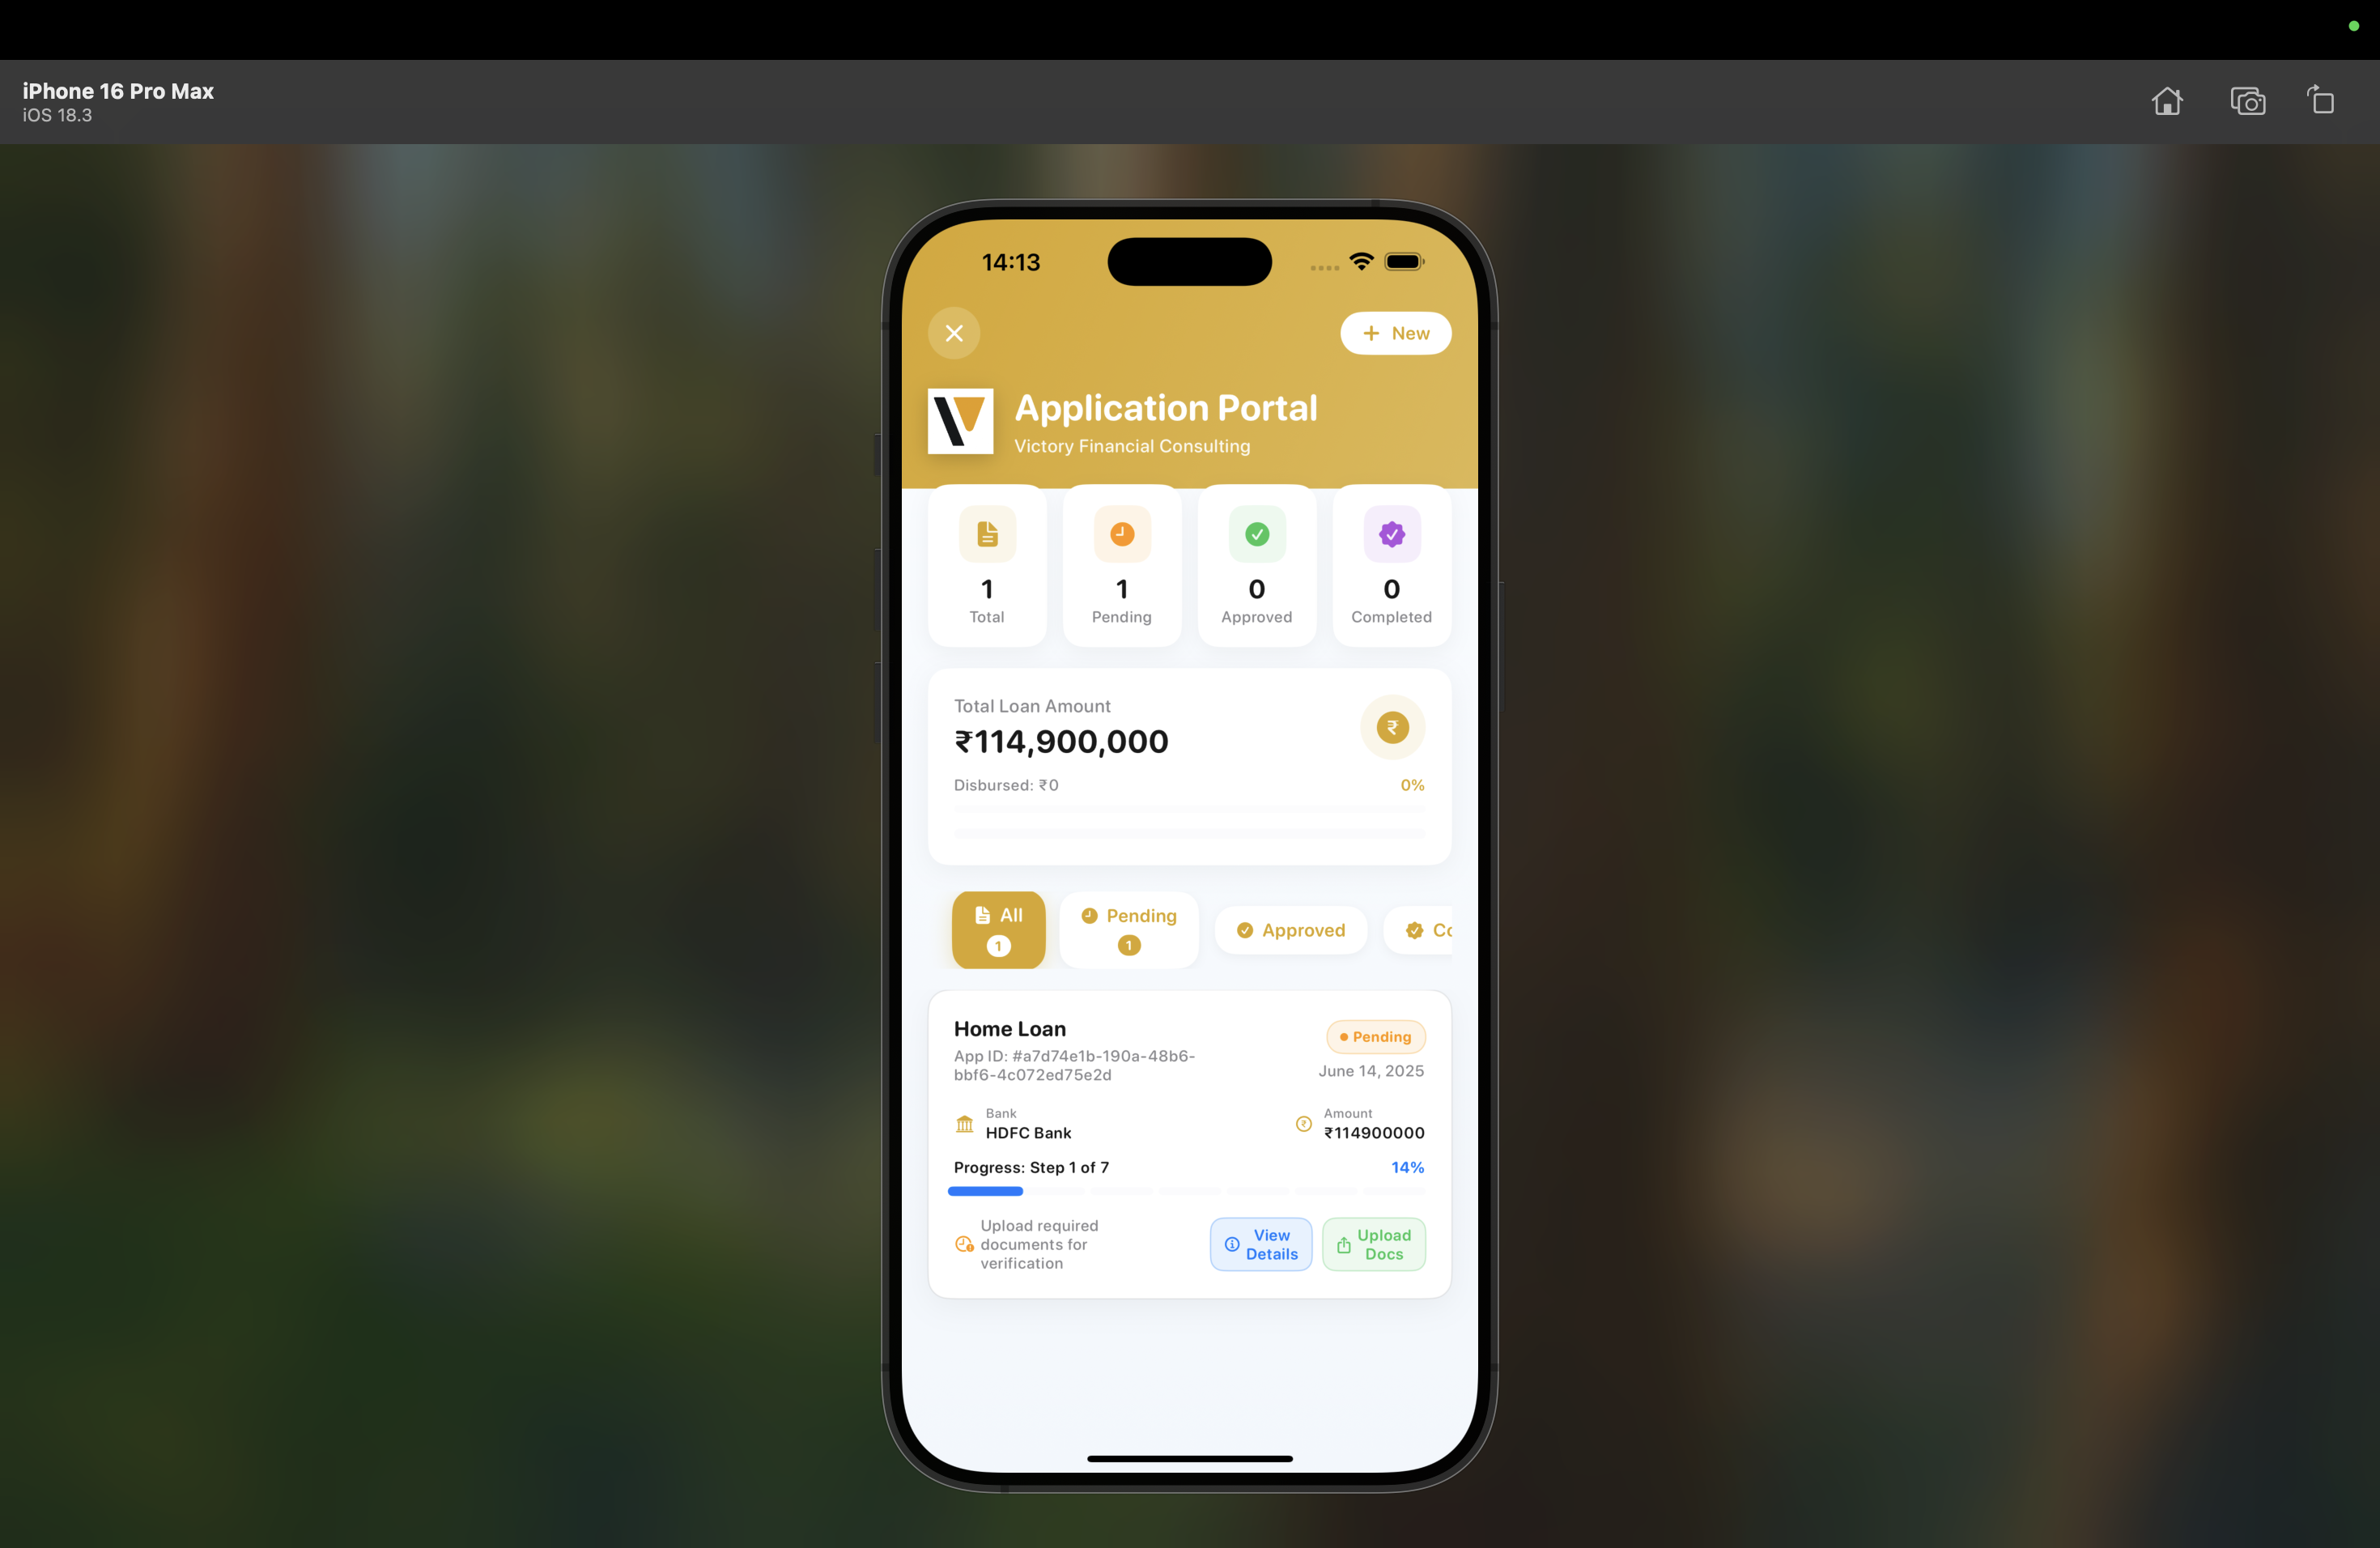 iPhone 16 Pro Max
iOS 18.3
14:13
New
Application Portal
Victory Financial Consulting
1
Total
1
Pending
0
Approved
0
Completed
Total Loan Amount
₹114,900,000
Disbursed: ₹0
0%
All
1
Pending
1
Approved
Co
Home Loan
Pending
App ID: #a7d74e1b-190a-48b6-
bbf6-4c072ed75e2d
June 14, 2025
Bank
HDFC Bank
Amount
₹114900000
Progress: Step 1 of 7
14%
Upload required
documents for
verification
View
Details
Upload
Docs